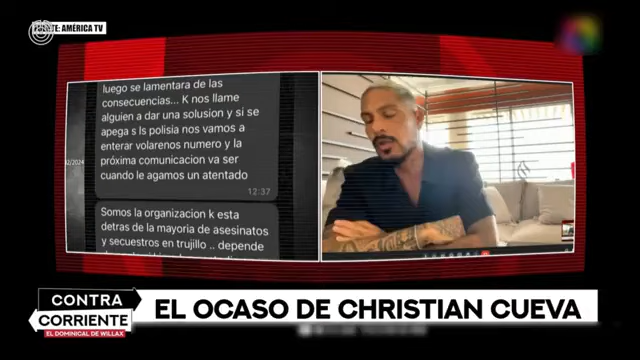 FUENTE: AMÉRICA TV
luego se lamentara de las
consecuencias... K nos llame
alguien a dar una solusion y si se
apega s ls polisia nos vamos a
enterar volarenos numero y la
próxima comunicacion va ser
cuando le agamos un atentado
12:37
Somos la organizacion k esta
detras de la mayoria de asesinatos
y secuestros en trujillo .. depende
CONTRA
CORRIENTE
EL DOMINICAL DE WILLAX
EL OCASO DE CHRISTIAN CUEVA